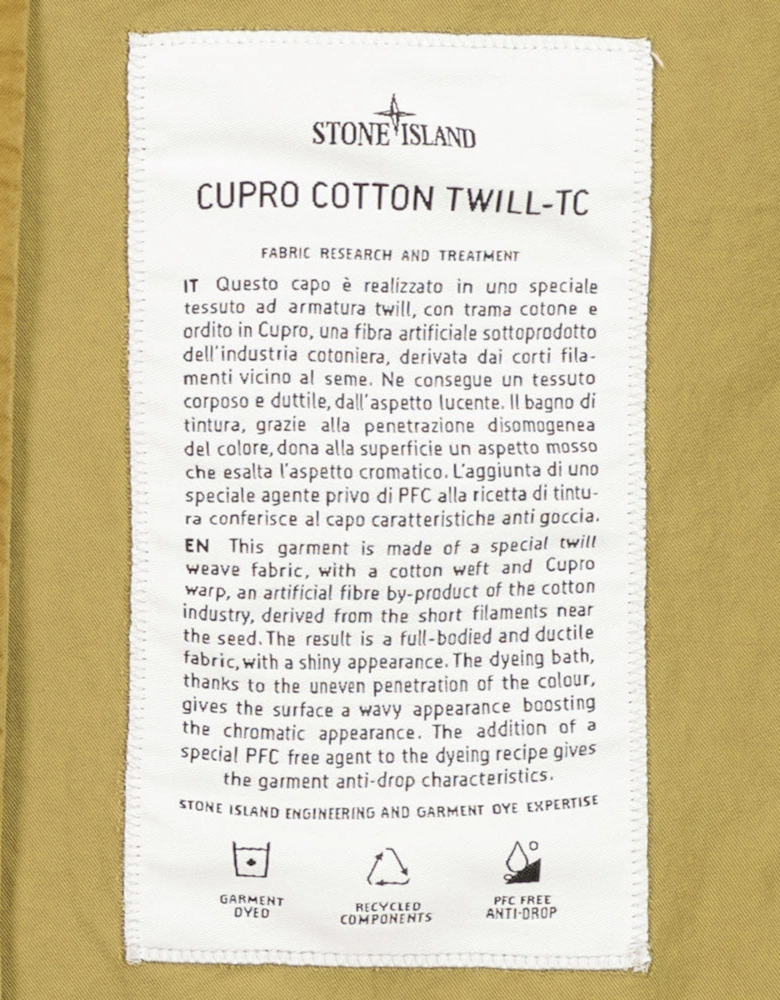 STONE ISLAND
CUPRO COTTON TWILL-TC
FABRIC RESEARCH AND TREATMENT
IT Questo capo è realizzato in uno speciale
tessuto ad armatura twill, con trama cotone e
ordito in Cupro, una fibra artificiale sottoprodotto
dell'industria cotoniera, derivata dai corti fila-
menti vicino al seme. Ne consegue un tessuto
corposo e duttile, dall'aspetto lucente. Il bagno di
tintura, grazie alla penetrazione disomogenea
del colore, dona alla superficie un aspetto mosso
che esalta l'aspetto cromatico. L'aggiunta di uno
speciale agente privo di PFC alla ricetta di tintu-
ra conferisce al capo caratteristiche anti goccia.
EN This garment is made of a special twill
weave fabric, with a cotton weft and Cupro
warp, an artificial fibre by-product of the cotton
industry, derived from the short filaments near
the seed. The result is a full-bodied and ductile
fabric, with a shiny appearance. The dyeing bath,
thanks to the uneven penetration of the colour,
gives the surface a wavy appearance boosting
the chromatic appearance. The addition of a
special PFC free agent to the dyeing recipe gives
the garment anti-drop characteristics.
STONE ISLAND ENGINEERING AND GARMENT DYE EXPERTISE
GARMENT
DYED
RECYCLED
COMPONENTS
PFC FREE
ANTI-DROP